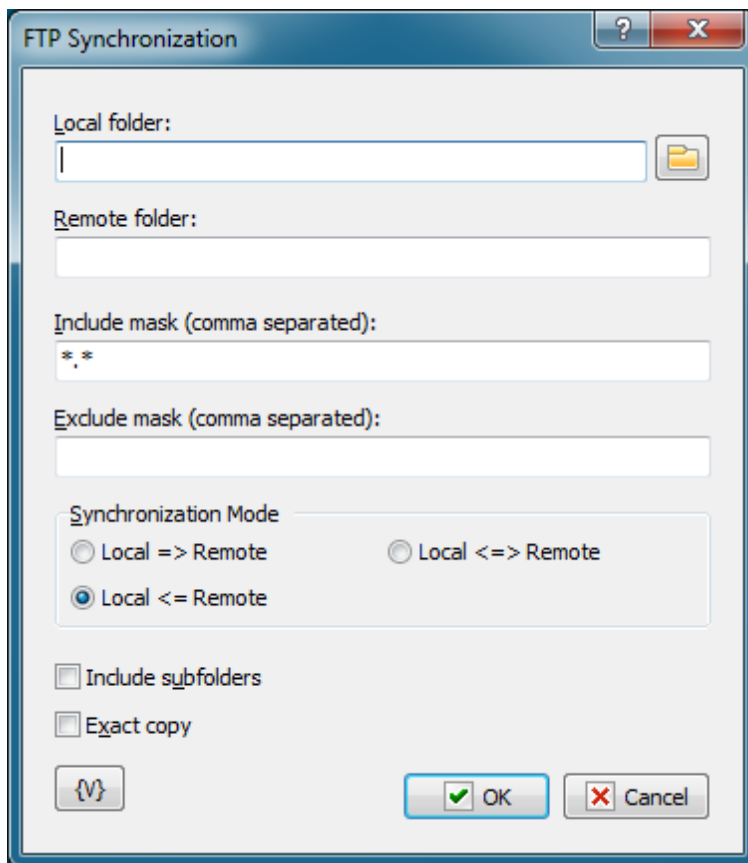 FTP Synchronization
?
Local folder:
Remote folder:
Include mask (comma separated):
*.*
Exclude mask (comma separated):
Synchronization Mode
Local => Remote
Local <=> Remote
Local <= Remote
Include subfolders
Exact copy
{V}
OK
Cancel